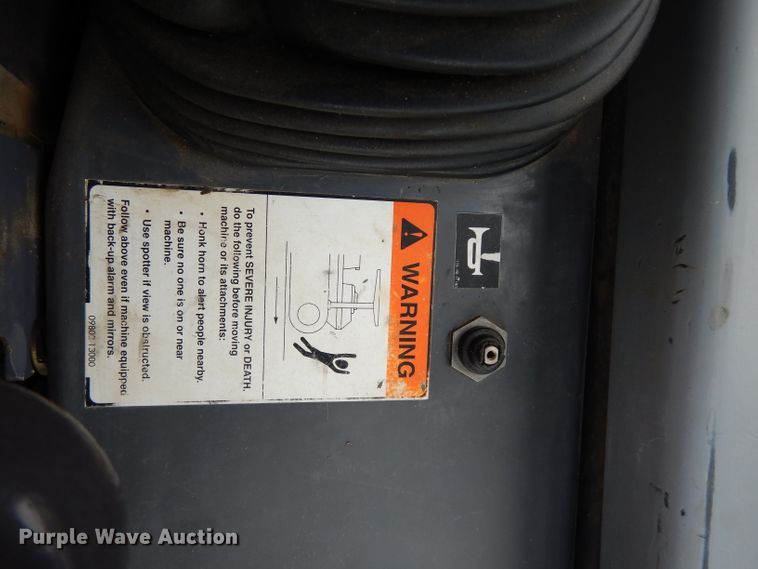 WARNING
To prevent SEVERE INJURY or DEATH,
do the following before moving
machine or its attachments:
• Honk horn to alert people nearby.
• Be sure no one is on or near
machine.
• Use spotter if view is obstructed.
Follow above even if machine equipped
with back-up alarm and mirrors.
Purple Wave Auction